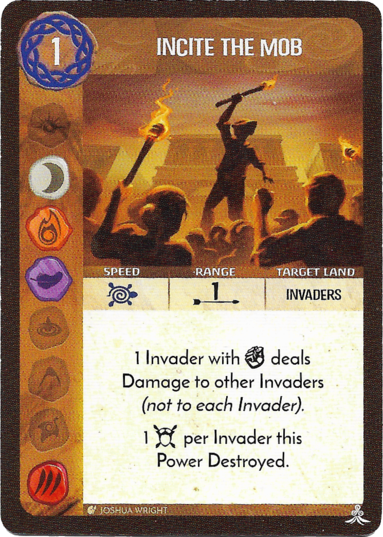 1
INCITE THE MOB
SPEED RANGE TARGET LAND
1 INVADERS
1 Invader with deals
Damage to other Invaders
(not to each Invader).
1 per Invader this
Power Destroyed.
JOSHUA WRIGHT